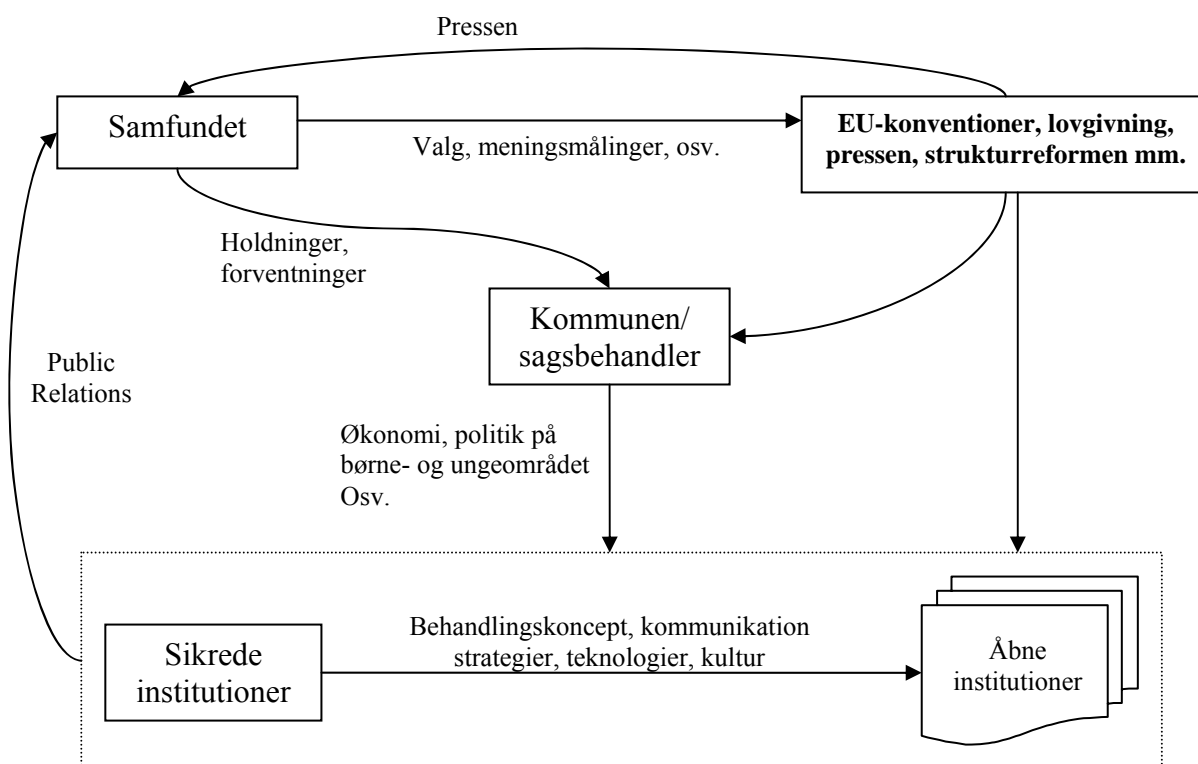 Pressen
Samfundet
EU-konventioner, lovgivning,
pressen, strukturreformen mm.
Valg, meningsmålinger, osv.
Holdninger,
forventninger
Kommunen/
sagsbehandler
Public
Relations
Økonomi, politik på
børne- og ungeområdet
Osv.
Sikrede
institutioner
Behandlingskoncept, kommunikation
strategier, teknologier, kultur
Åbne
institutioner